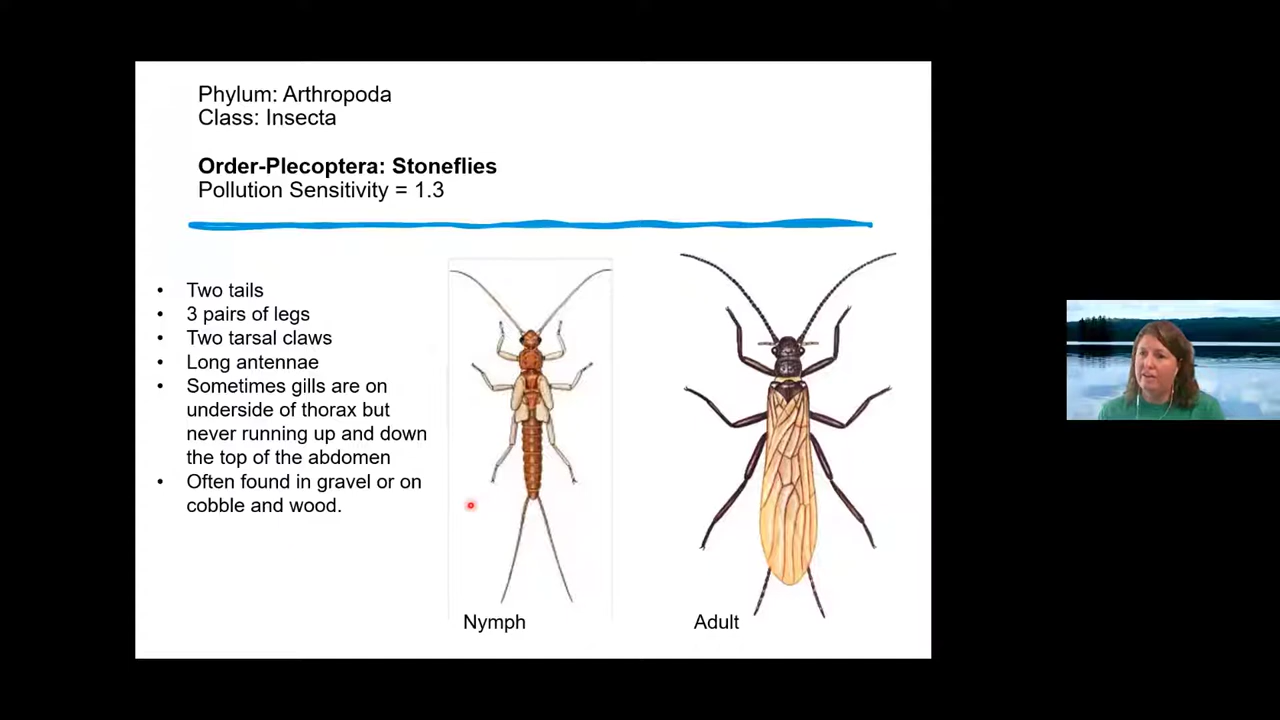 Phylum: Arthropoda
Class: Insecta
Order-Plecoptera: Stoneflies
Pollution Sensitivity = 1.3
• Two tails
• 3 pairs of legs
• Two tarsal claws
• Long antennae
• Sometimes gills are on
underside of thorax but
never running up and down
the top of the abdomen
• Often found in gravel or on
cobble and wood.
Nymph
Adult